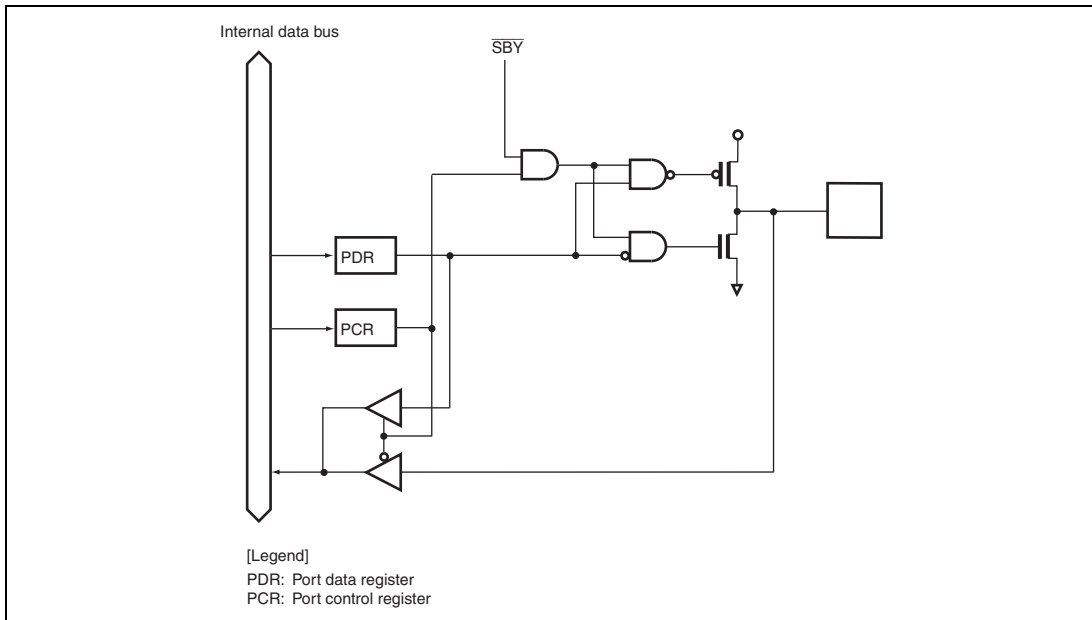 Internal data bus
SBY
PDR
PCR
[Legend]
PDR: Port data register
PCR: Port control register